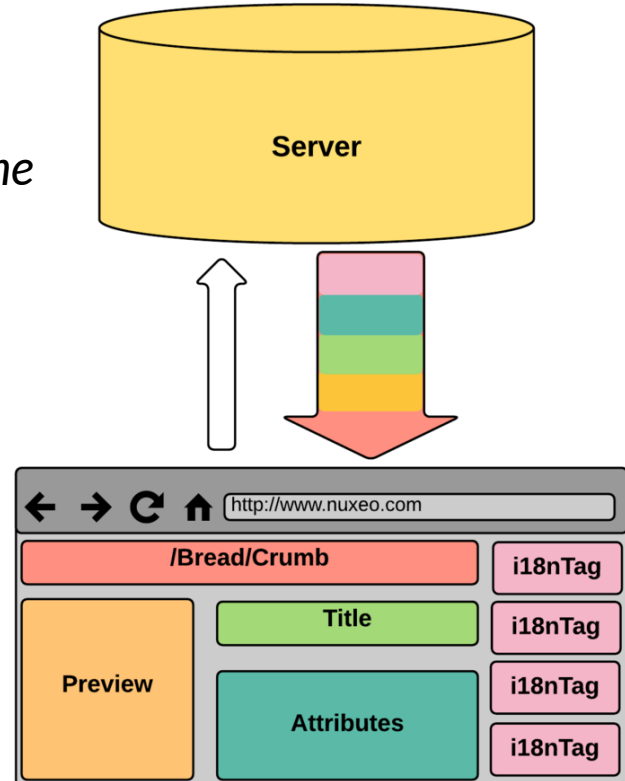 Server
http://www.nuxeo.com
/Bread/Crumb
i18nTag
Title
i18nTag
Preview
Attributes
i18nTag
i18nTag